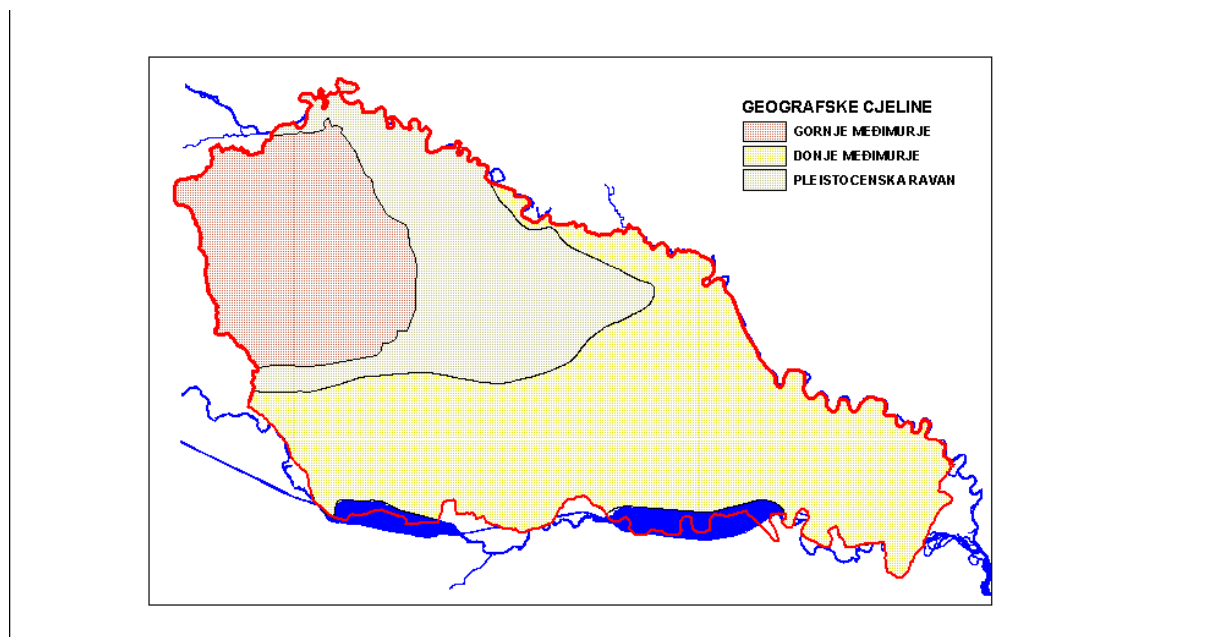 GEOGRAFSKE CJELINE
GORNJE MEĐIMURJE
DONJE MEĐIMURJE
PLEISTOCENSKA RAVAN